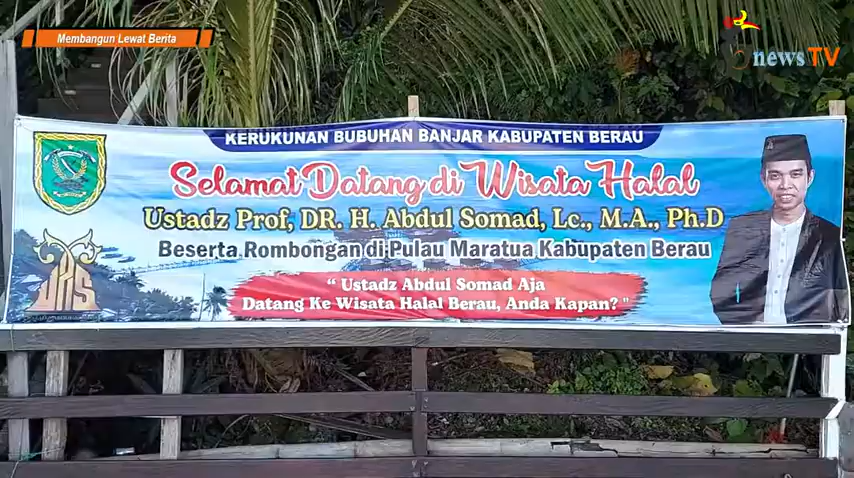 Membangun Lewat Berita
newsTV
KERUKUNAN BUBUHAN BANJAR KABUPATEN BERAU
Selamat Datang di Wisata Halal
Ustadz Prof, DR. H. Abdul Somad, Lc., M.A., Ph.D
Beserta Rombongan di Pulau Maratua Kabupaten Berau
“ Ustadz Abdul Somad Aja
Datang Ke Wisata Halal Berau, Anda Kapan? "